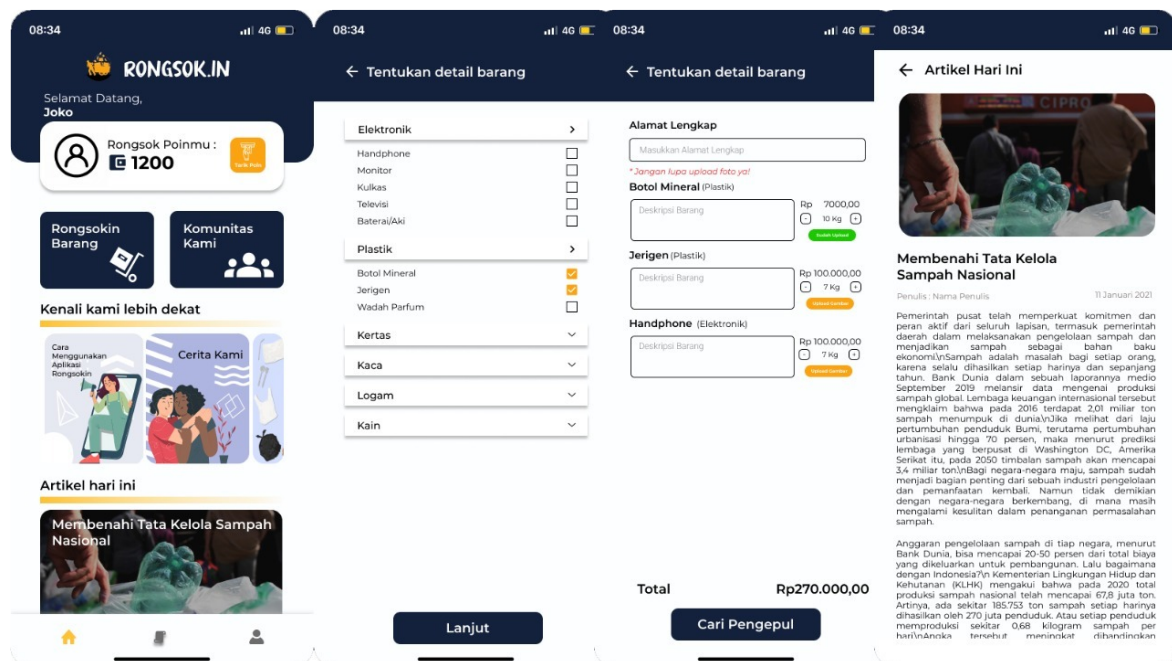 08:34
4G
RONGSOK.IN
Selamat Datang,
Joko
Rongsok Poinmu :
1200
Tarik Poin
Rongsokin
Barang
Komunitas
Kami
Kenali kami lebih dekat
Cara
Menggunakan
Aplikasi
Rongsokin
Cerita Kami
Artikel hari ini
Membenahi Tata Kelola Sampah
Nasional
08:34
4G
← Tentukan detail barang
Elektronik
Handphone
Monitor
Kulkas
Televisi
Baterai/Aki
Plastik
Botol Mineral
Jerigen
Wadah Parfum
Kertas
Kaca
Logam
Kain
Lanjut
08:34
4G
← Tentukan detail barang
Alamat Lengkap
Masukkan Alamat Lengkap
*Jangan lupa upload foto ya!
Botol Mineral (Plastik)
Deskripsi Barang
Rp 7000,00
- 10 Kg +
Sudah Upload
Jerigen (Plastik)
Deskripsi Barang
Rp 100.000,00
- 7 Kg +
Upload Gambar
Handphone (Elektronik)
Deskripsi Barang
Rp 100.000,00
- 7 Kg +
Upload Gambar
Total Rp270.000,00
Cari Pengepul
08:34
4G
← Artikel Hari Ini
CIPRO
Membenahi Tata Kelola
Sampah Nasional
Penulis : Nama Penulis 11 Januari 2021
Pemerintah pusat telah memperkuat komitmen dan
peran aktif dari seluruh lapisan, termasuk pemerintah
daerah dalam melaksanakan pengelolaan sampah dan
menjadikan sampah sebagai bahan baku
ekonomi\nSampah adalah masalah bagi setiap orang,
karena selalu dihasilkan setiap harinya dan sepanjang
tahun. Bank Dunia dalam sebuah laporannya medio
September 2019 melansir data mengenai produksi
sampah global. Lembaga keuangan internasional tersebut
mengklaim bahwa pada 2016 terdapat 2,01 miliar ton
sampah menumpuk di dunia.\nJika melihat dari laju
pertumbuhan penduduk Bumi, terutama pertumbuhan
urbanisasi hingga 70 persen, maka menurut prediksi
lembaga yang berpusat di Washington DC, Amerika
Serikat itu, pada 2050 timbalan sampah akan mencapai
3,4 miliar ton.\nBagi negara-negara maju, sampah sudah
menjadi bagian penting dari sebuah industri pengelolaan
dan pemanfaatan kembali. Namun tidak demikian
dengan negara-negara berkembang, di mana masih
mengalami kesulitan dalam penanganan permasalahan
sampah.
Anggaran pengelolaan sampah di tiap negara, menurut
Bank Dunia, bisa mencapai 20-50 persen dari total biaya
yang dikeluarkan untuk pembangunan. Lalu bagaimana
dengan Indonesia?\n Kementerian Lingkungan Hidup dan
Kehutanan (KLHK) mengakui bahwa pada 2020 total
produksi sampah nasional telah mencapai 67,8 juta ton.
Artinya, ada sekitar 185.753 ton sampah setiap harinya
dihasilkan oleh 270 juta penduduk. Atau setiap penduduk
memproduksi sekitar 0,68 kilogram sampah per
hari\nAngka tersebut meningkat dibandingkan